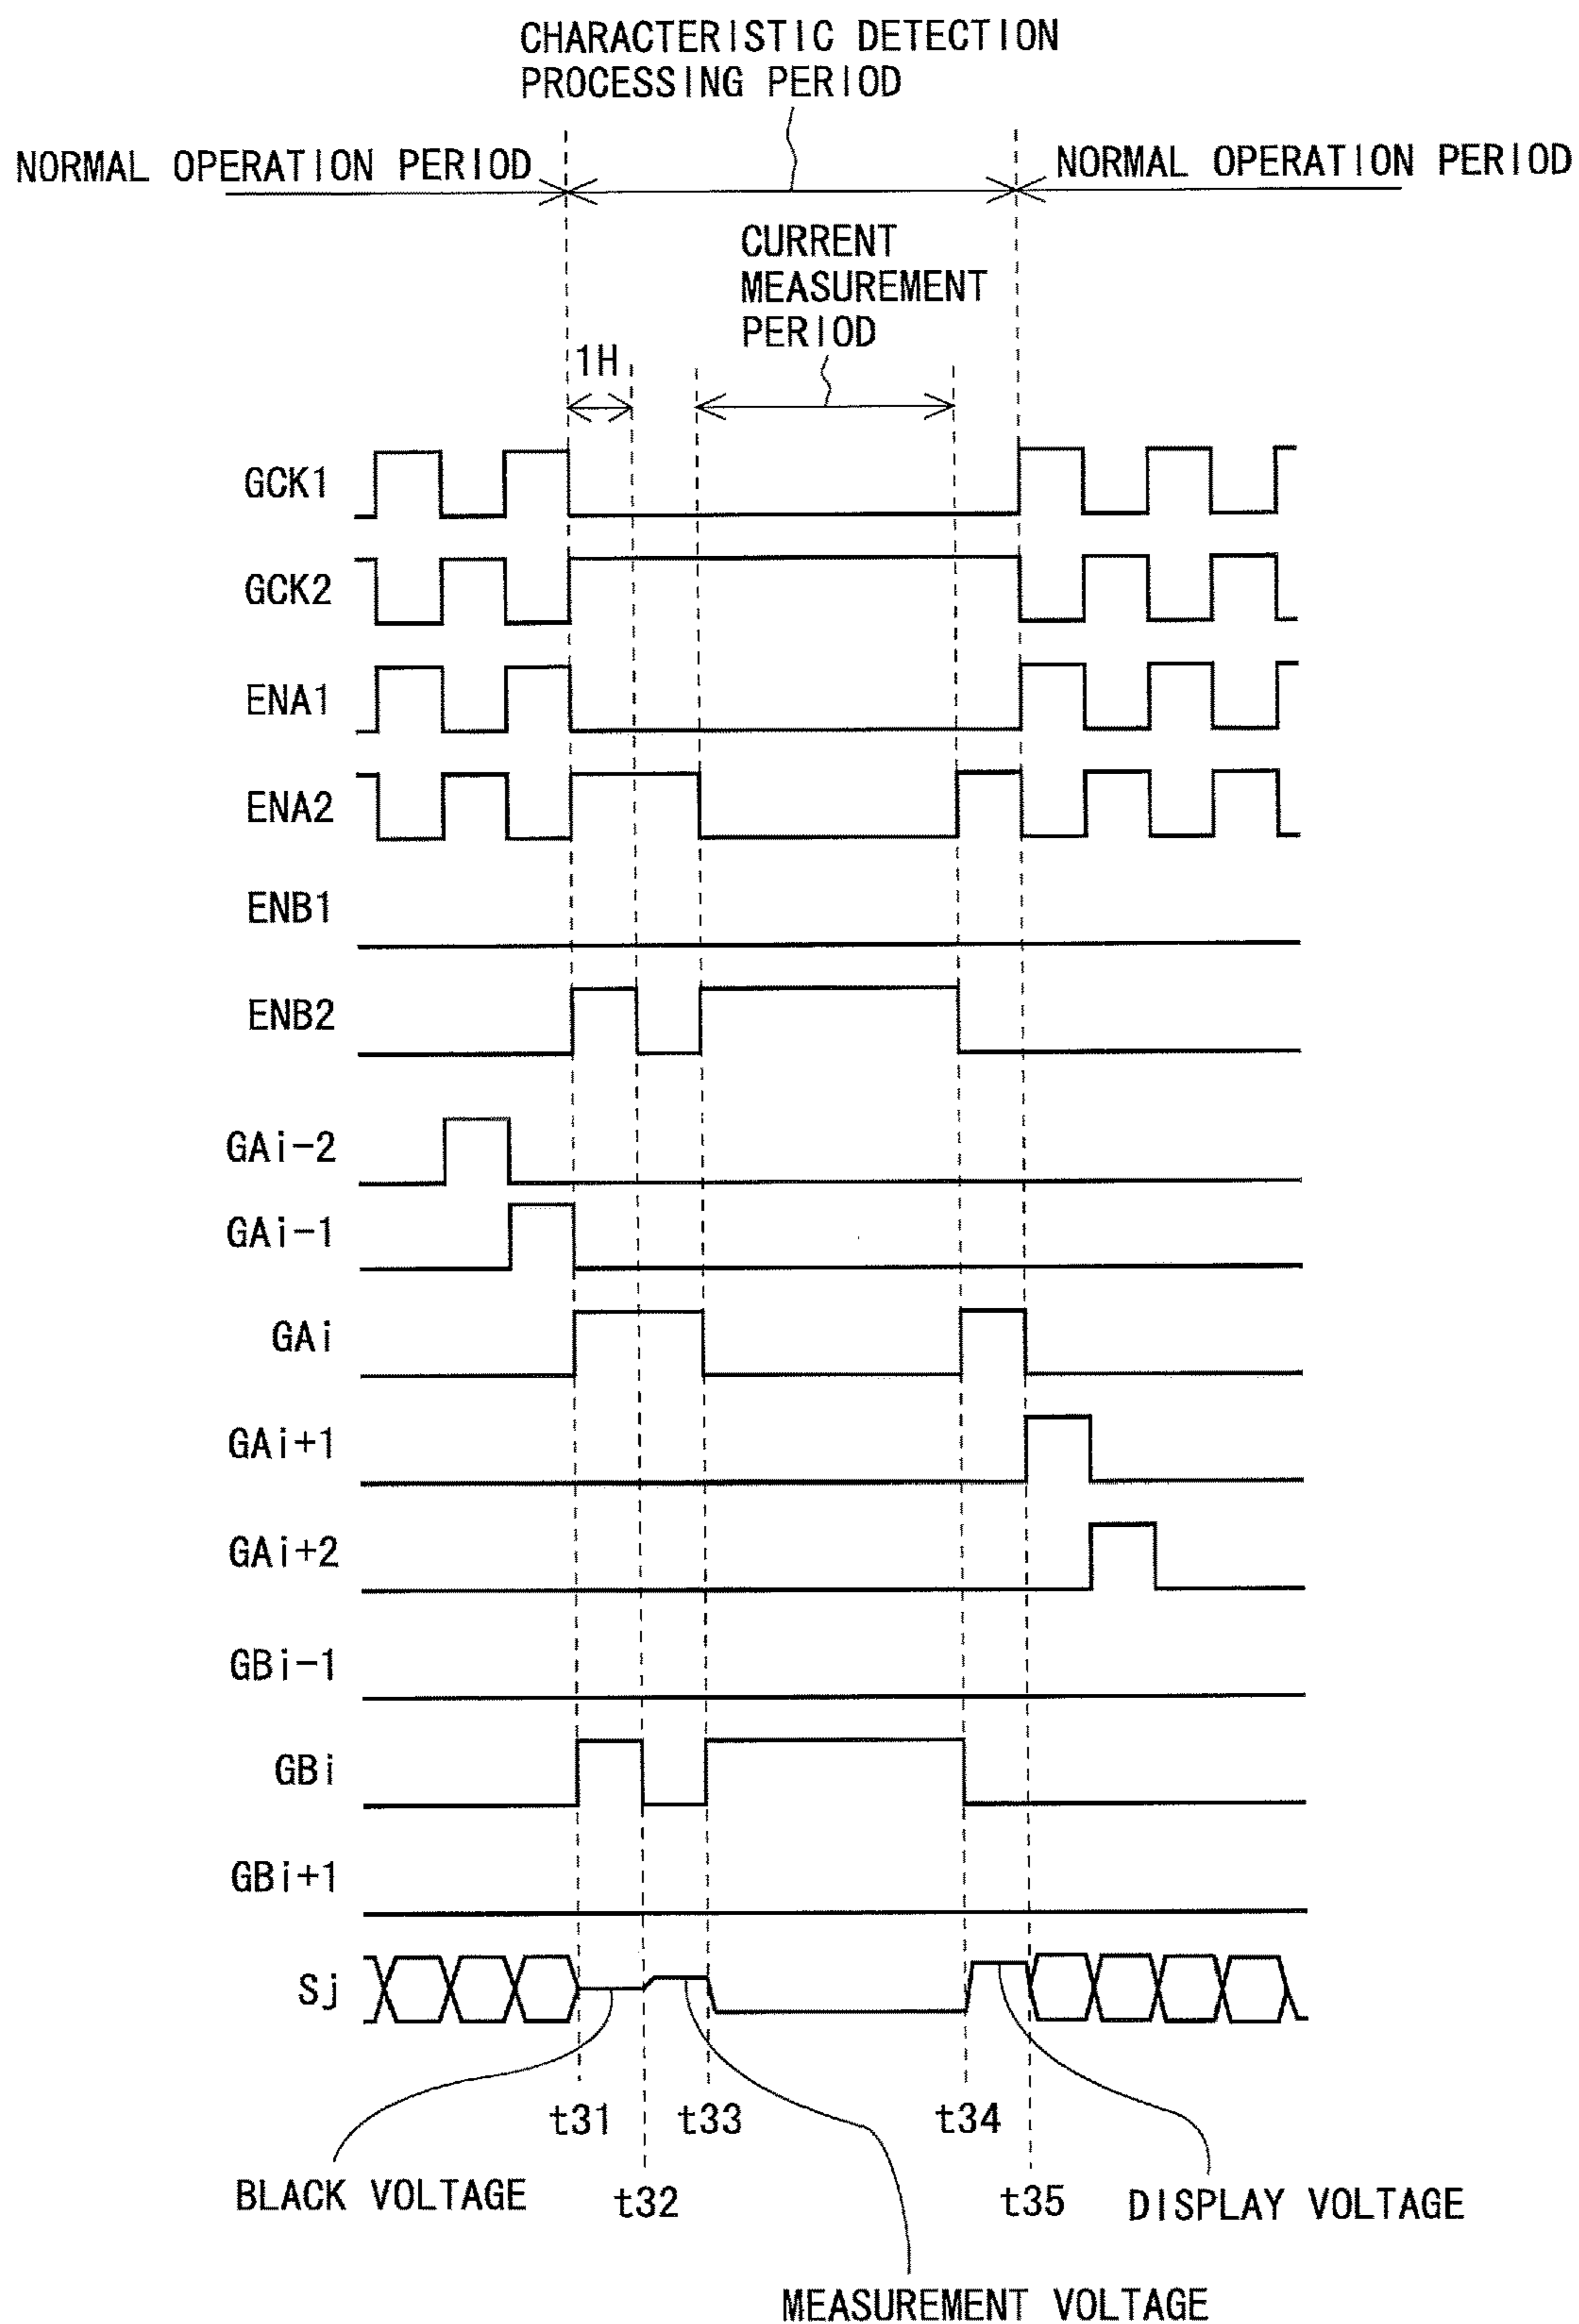 CHARACTERISTIC DETECTION
PROCESSING PERIOD
NORMAL OPERATION PERIOD
NORMAL OPERATION PERIOD
CURRENT
MEASUREMENT
PERIOD
1H
GCK1
GCK2
ENA1
ENA2
ENB1
ENB2
GAi-2
GAi-1
GAi
GAi+1
GAi+2
GBi-1
GBi
GBi+1
Sj
t31
t33
t34
t32
t35
BLACK VOLTAGE
DISPLAY VOLTAGE
MEASUREMENT VOLTAGE